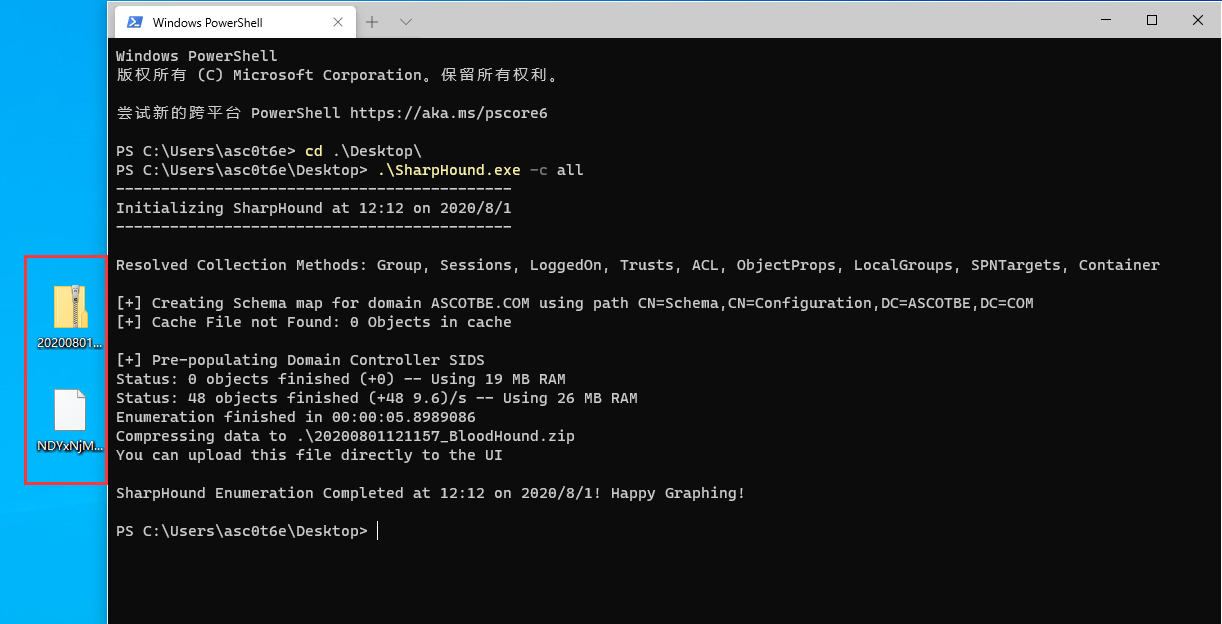 Windows PowerShell
Windows PowerShell
版权所有 (C) Microsoft Corporation。保留所有权利。
尝试新的跨平台 PowerShell https://aka.ms/pscore6
PS C:\Users\asc0t6e> cd .\Desktop\
PS C:\Users\asc0t6e\Desktop> .\SharpHound.exe -c all
--------------------------------------------
Initializing SharpHound at 12:12 on 2020/8/1
--------------------------------------------
Resolved Collection Methods: Group, Sessions, LoggedOn, Trusts, ACL, ObjectProps, LocalGroups, SPNTargets, Container
[+] Creating Schema map for domain ASCOTBE.COM using path CN=Schema,CN=Configuration,DC=ASCOTBE,DC=COM
[+] Cache File not Found: 0 Objects in cache
[+] Pre-populating Domain Controller SIDS
Status: 0 objects finished (+0) -- Using 19 MB RAM
Status: 48 objects finished (+48 9.6)/s -- Using 26 MB RAM
Enumeration finished in 00:00:05.8989086
Compressing data to .\20200801121157_BloodHound.zip
You can upload this file directly to the UI
SharpHound Enumeration Completed at 12:12 on 2020/8/1! Happy Graphing!
PS C:\Users\asc0t6e\Desktop>
20200801...
NDYxNjM...